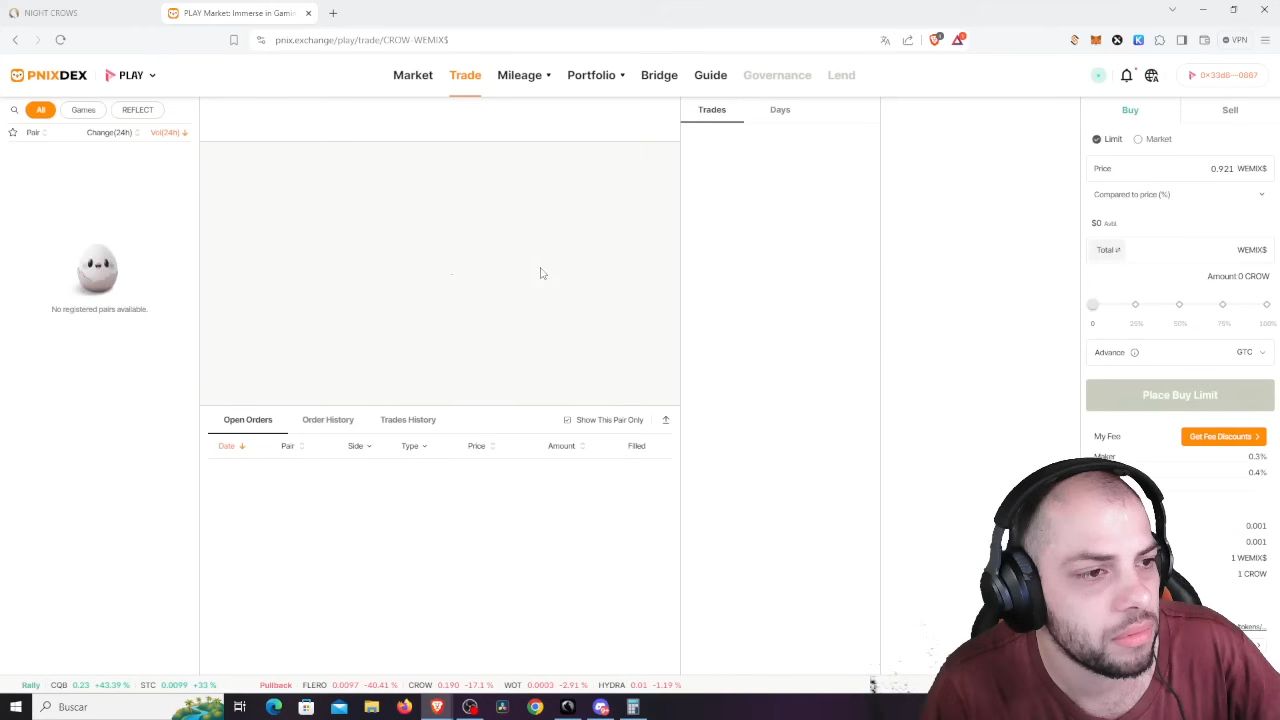 NIGHT CROWS
PLAY Market: Immerse in Gamin
pnix.exchange/play/trade/CROW-WEMIX$
VPN
PNIXDEX
PLAY
Market
Trade
Mileage
Portfolio
Bridge
Guide
Governance
Lend
All
Games
REFLECT
Pair
Change(24h)
Vol(24h)
No registered pairs available.
Trades
Days
Buy
Sell
Limit
Market
Price
0.921 WEMIX$
Compared to price (%)
$0 Avbl.
Total
WEMIX$
Amount 0 CROW
0
25%
50%
75%
100%
Advance
GTC
Place Buy Limit
My Fee
Get Fee Discounts
Maker
0.3%
0.4%
0.001
0.001
1 WEMIX$
1 CROW
Open Orders
Order History
Trades History
Show This Pair Only
Date
Pair
Side
Type
Price
Amount
Filled
Rally CQB 0.23 +43.39 % STC 0.0099 +33 %
Pullback FLERO 0.0097 -40.41 % CROW 0.190 -17.1 % WOT 0.0003 -2.91 % HYDRA 0.01 -1.19 %
Buscar